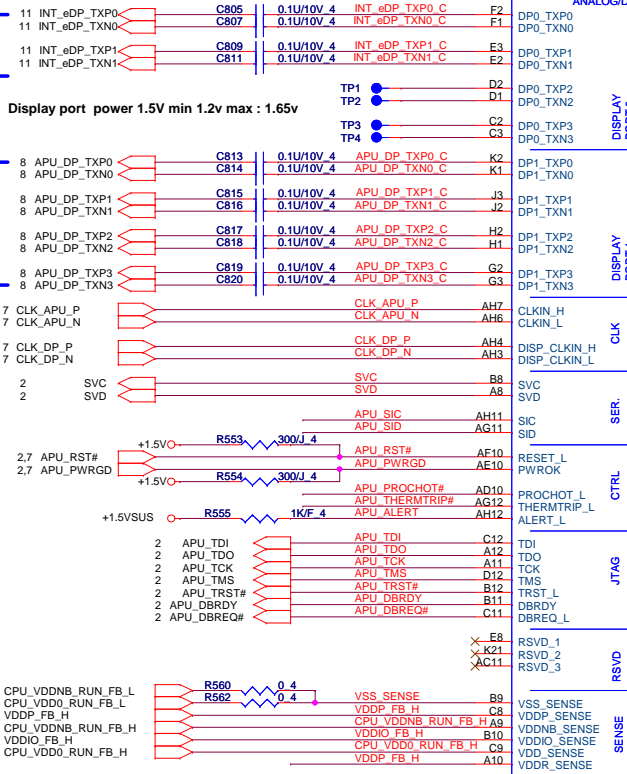 ANALOG/D
11 INT_eDP_TXP0 C805 0.1U/10V_4 INT_eDP_TXP0_C F2 DP0_TXP0
11 INT_eDP_TXN0 C807 0.1U/10V_4 INT_eDP_TXN0_C F1 DP0_TXN0
11 INT_eDP_TXP1 C809 0.1U/10V_4 INT_eDP_TXP1_C E3 DP0_TXP1
11 INT_eDP_TXN1 C811 0.1U/10V_4 INT_eDP_TXN1_C E2 DP0_TXN1
TP1 D2 DP0_TXP2
TP2 D1 DP0_TXN2
Display port power 1.5V min 1.2v max : 1.65v
TP3 C2 DP0_TXP3
TP4 C3 DP0_TXN3
DISPLAY
8 APU_DP_TXP0 C813 0.1U/10V_4 APU_DP_TXP0_C K2 DP1_TXP0
8 APU_DP_TXN0 C814 0.1U/10V_4 APU_DP_TXN0_C K1 DP1_TXN0
8 APU_DP_TXP1 C815 0.1U/10V_4 APU_DP_TXP1_C J3 DP1_TXP1
8 APU_DP_TXN1 C816 0.1U/10V_4 APU_DP_TXN1_C J2 DP1_TXN1
8 APU_DP_TXP2 C817 0.1U/10V_4 APU_DP_TXP2_C H2 DP1_TXP2
8 APU_DP_TXN2 C818 0.1U/10V_4 APU_DP_TXN2_C H1 DP1_TXN2
8 APU_DP_TXP3 C819 0.1U/10V_4 APU_DP_TXP3_C G2 DP1_TXP3
8 APU_DP_TXN3 C820 0.1U/10V_4 APU_DP_TXN3_C G3 DP1_TXN3
DISPLAY
7 CLK_APU_P CLK_APU_P AH7 CLKIN_H
7 CLK_APU_N CLK_APU_N AH6 CLKIN_L
7 CLK_DP_P CLK_DP_P AH4 DISP_CLKIN_H
7 CLK_DP_N CLK_DP_N AH3 DISP_CLKIN_L
CLK
2 SVC SVC B8 SVC
2 SVD SVD A8 SVD
APU_SIC AH11 SIC
APU_SID AG11 SID
SER.
+1.5V R553 300/J_4
2,7 APU_RST# APU_RST# AF10 RESET_L
2,7 APU_PWRGD APU_PWRGD AE10 PWROK
+1.5V R554 300/J_4
APU_PROCHOT# AD10 PROCHOT_L
APU_THERMTRIP# AG12 THERMTRIP_L
+1.5VSUS R555 1K/F_4 APU_ALERT AH12 ALERT_L
CTRL
2 APU_TDI APU_TDI C12 TDI
2 APU_TDO APU_TDO A12 TDO
2 APU_TCK APU_TCK A11 TCK
2 APU_TMS APU_TMS D12 TMS
2 APU_TRST# APU_TRST# B12 TRST_L
2 APU_DBRDY APU_DBRDY B11 DBRDY
2 APU_DBREQ# APU_DBREQ# C11 DBREQ_L
JTAG
E8 RSVD_1
K21 RSVD_2
AC11 RSVD_3
RSVD
CPU_VDDNB_RUN_FB_L R560 0_4
CPU_VDD0_RUN_FB_L R562 0_4 VSS_SENSE B9 VSS_SENSE
VDDP_FB_H VDDP_FB_H C8 VDDP_SENSE
CPU_VDDNB_RUN_FB_H CPU_VDDNB_RUN_FB_H A9 VDDNB_SENSE
VDDIO_FB_H VDDIO_FB_H B10 VDDIO_SENSE
CPU_VDD0_RUN_FB_H CPU_VDD0_RUN_FB_H C9 VDD_SENSE
VDDP_FB_H A10 VDDR_SENSE
SENSE